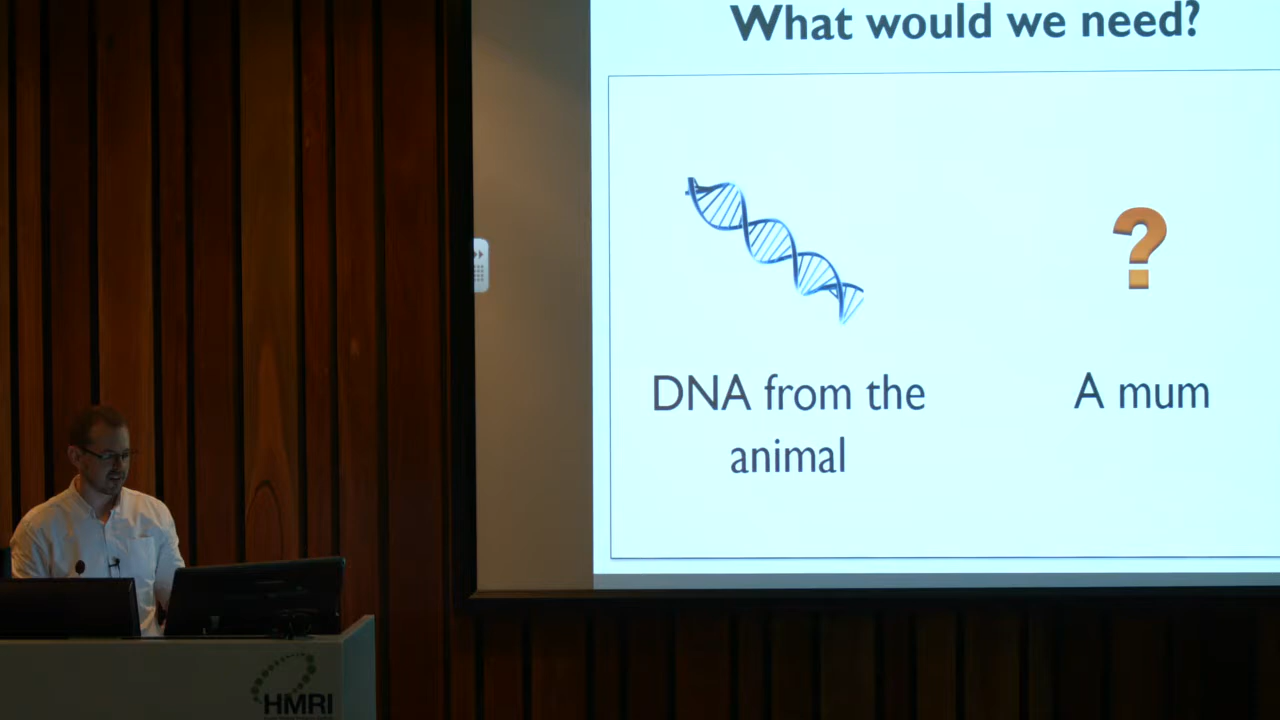 What would we need?
?
DNA from the
animal
A mum
HMRI